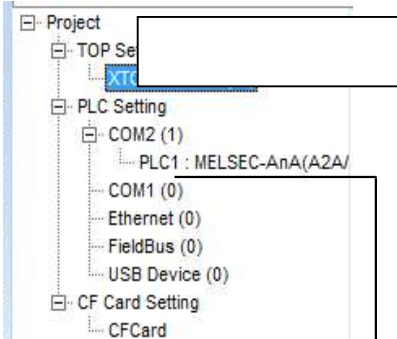 Project
TOP Se
XTO
PLC Setting
COM2 (1)
PLC1 : MELSEC-AnA(A2A/
COM1 (0)
Ethernet (0)
FieldBus (0)
USB Device (0)
CF Card Setting
CFCard